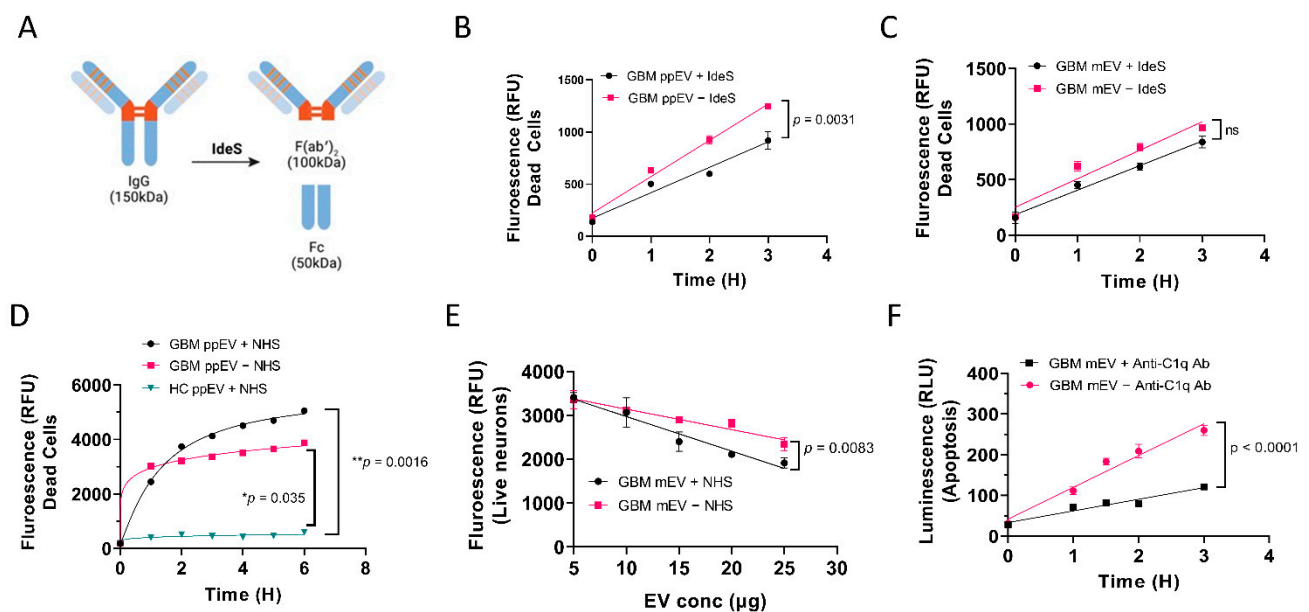 A
IgG
(150kDa)
IdeS
F(ab')₂
(100kDa)
Fc
(50kDa)
B
GBM ppEV + IdeS
GBM ppEV − IdeS
Fluroescence (RFU)
Dead Cells
1500
1000
500
0
p = 0.0031
0 1 2 3 4
Time (H)
C
GBM mEV + IdeS
GBM mEV − IdeS
Fluroescence (RFU)
Dead Cells
1500
1000
500
0
ns
0 1 2 3 4
Time (H)
D
GBM ppEV + NHS
GBM ppEV − NHS
HC ppEV + NHS
Fluroescence (RFU)
Dead Cells
6000
4000
2000
0
**p = 0.0016
*p = 0.035
0 2 4 6 8
Time (H)
E
Fluroescence (RFU)
(Live neurons)
4000
3000
2000
1000
0
p = 0.0083
GBM mEV + NHS
GBM mEV − NHS
5 10 15 20 25 30
EV conc (µg)
F
GBM mEV + Anti-C1q Ab
GBM mEV − Anti-C1q Ab
Luminescence (RLU)
(Apoptosis)
400
300
200
100
0
p < 0.0001
0 1 2 3 4
Time (H)